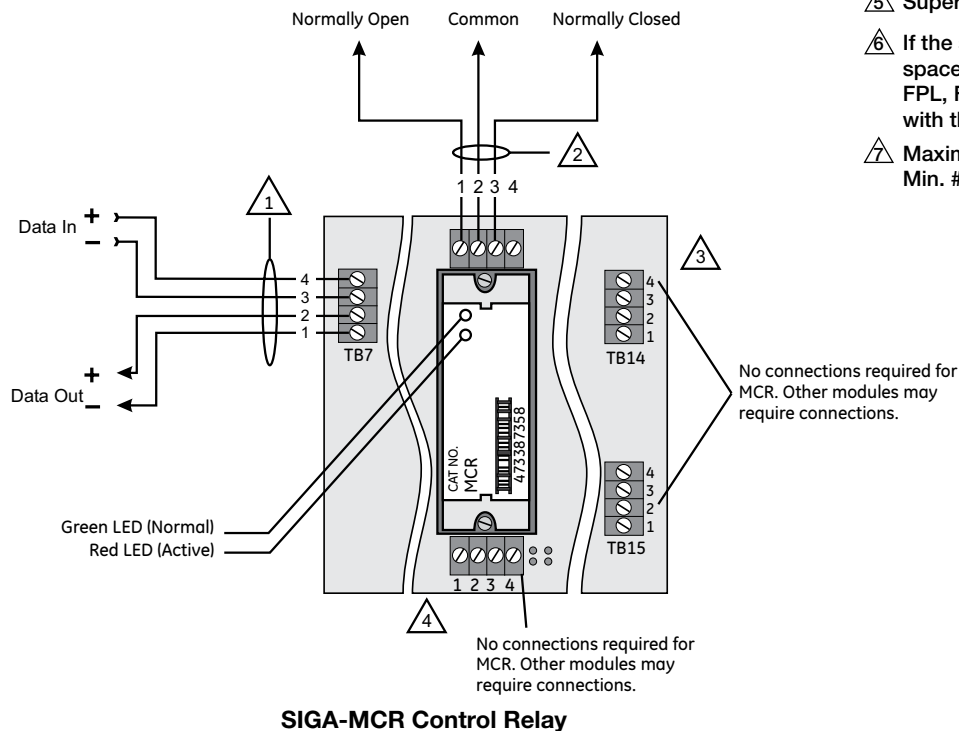 Normally Open Common Normally Closed
5 Super
6 If the
space
FPL,
with th
7 Maxin
Min. #
2
1 2 3 4
1
Data In + −
4
3
2
1
TB7
Data Out + −
3
4
3
2
1
TB14
No connections required for
MCR. Other modules may
require connections.
CAT NO.
MCR
473387358
4
3
2
1
TB15
Green LED (Normal)
Red LED (Active)
1 2 3 4
4
No connections required for
MCR. Other modules may
require connections.
SIGA-MCR Control Relay